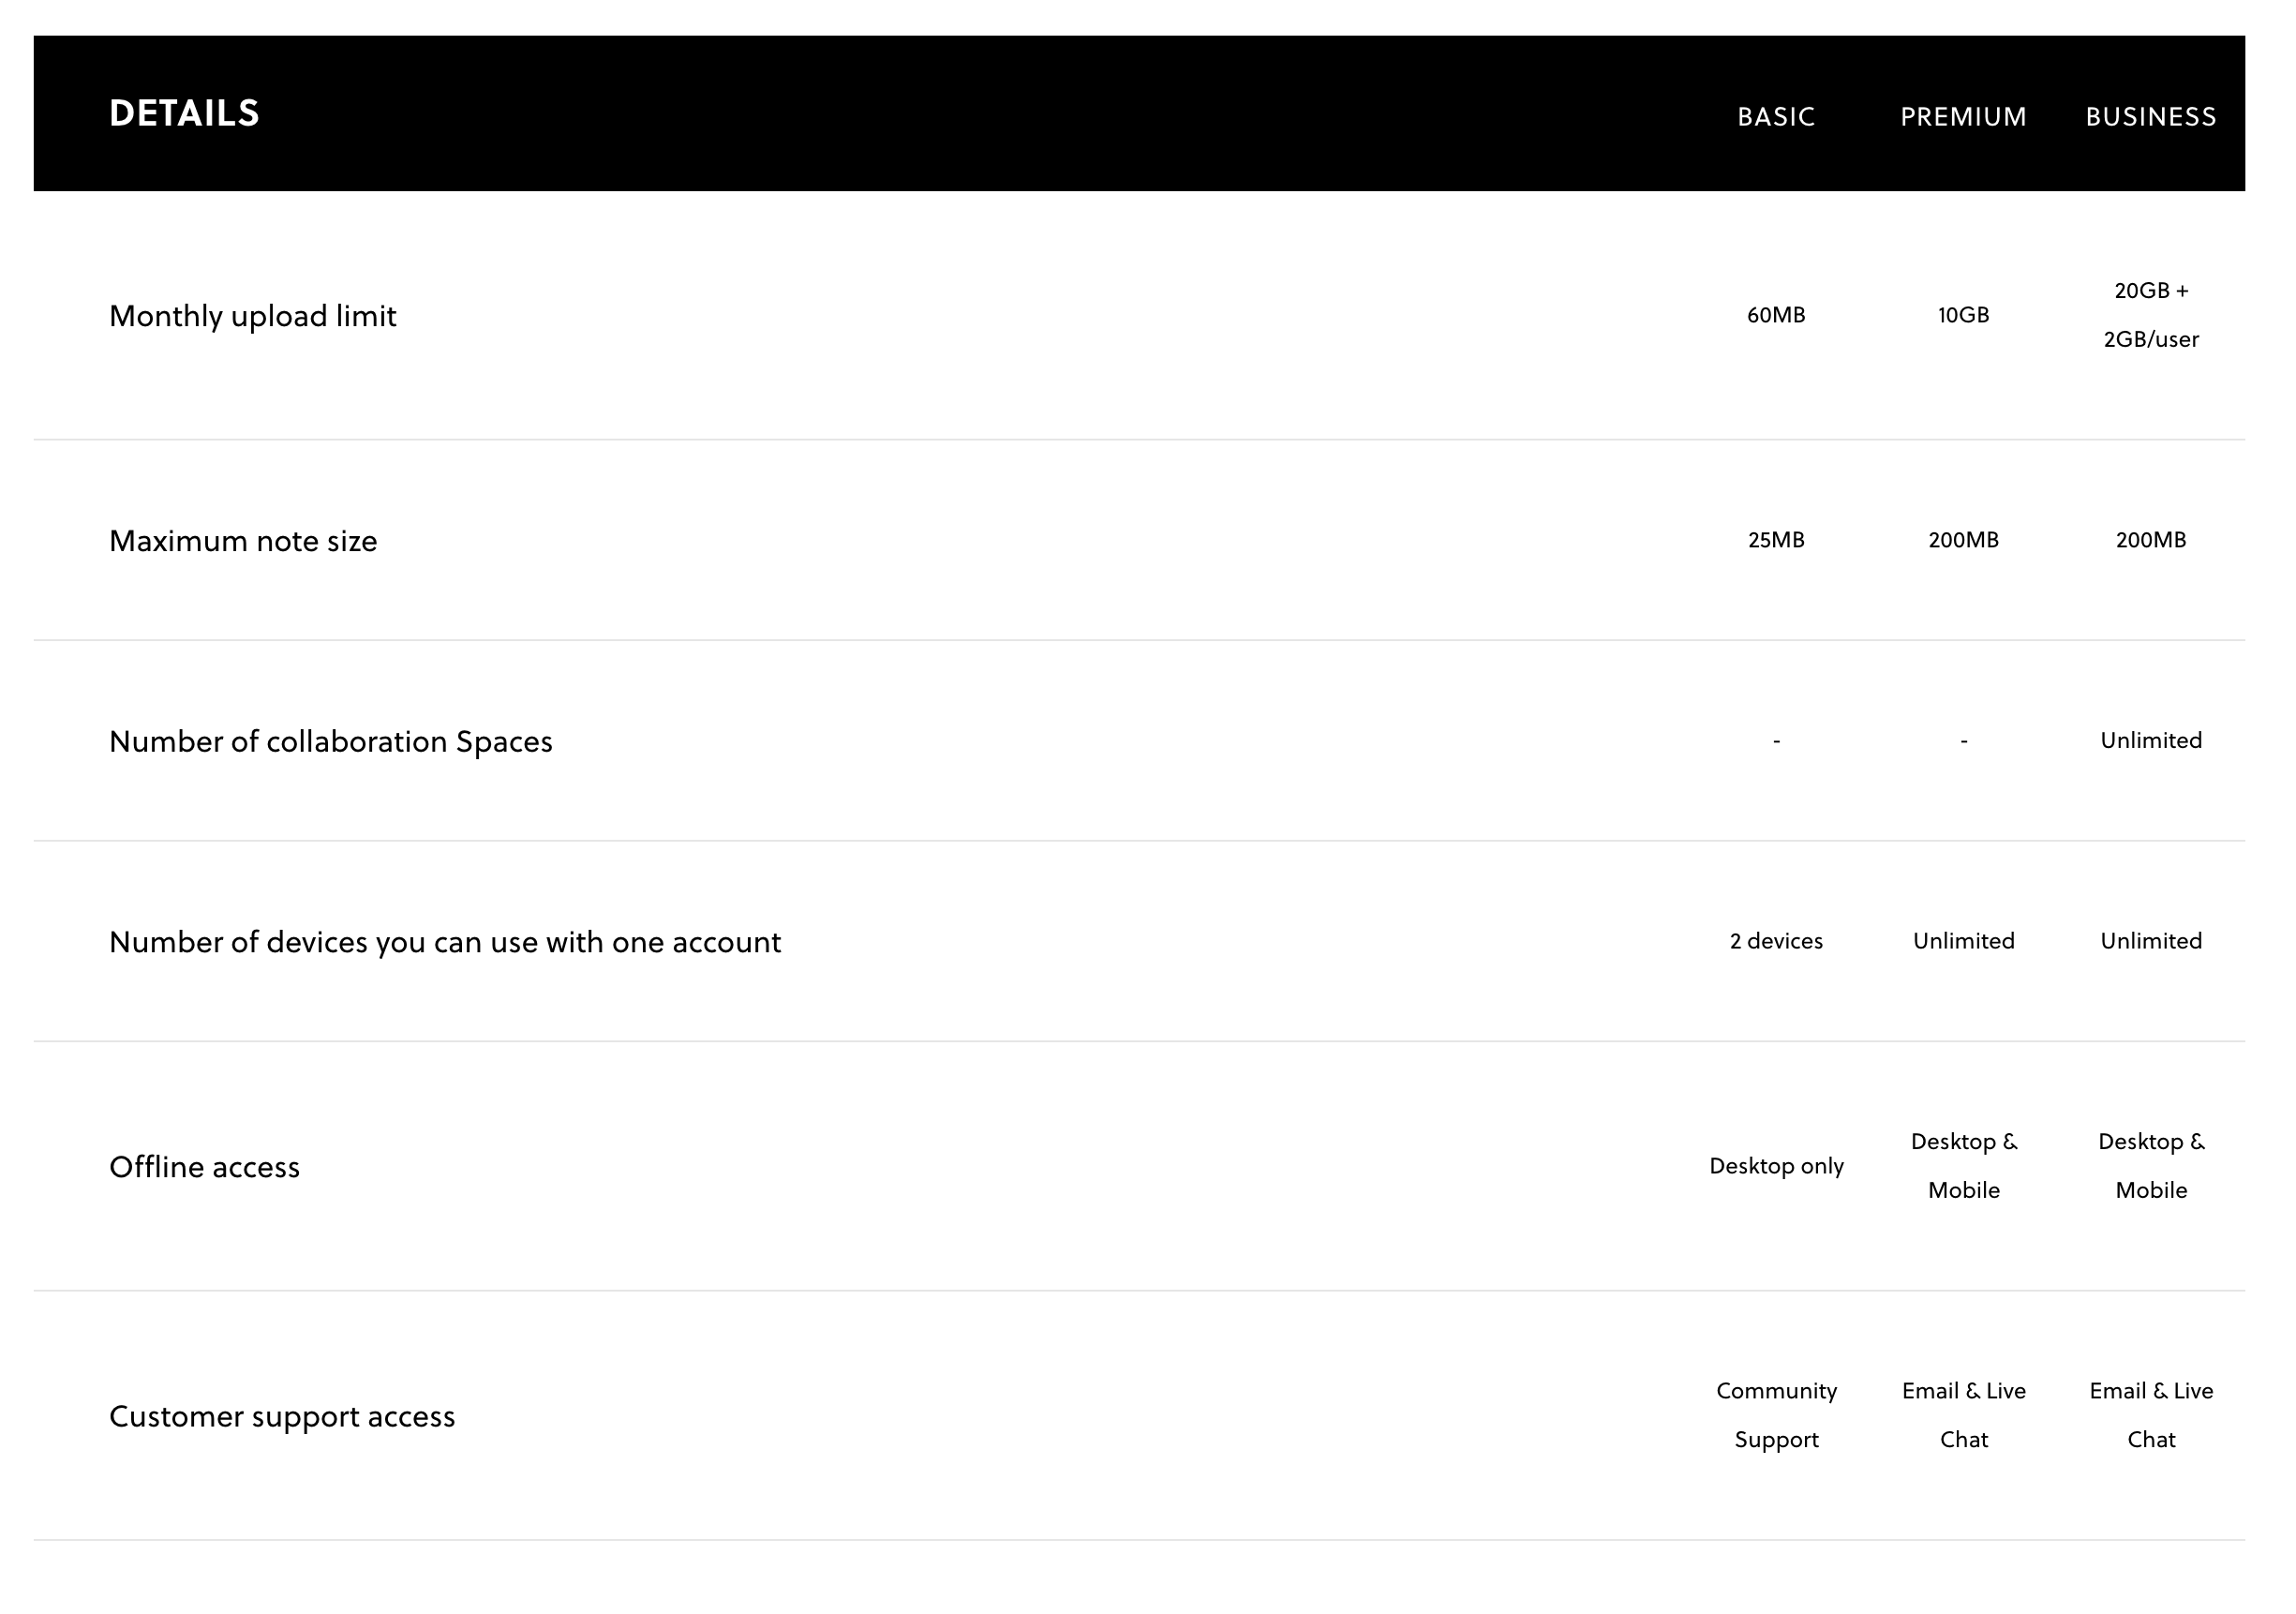 DETAILS BASIC PREMIUM BUSINESS
Monthly upload limit 60MB 10GB 20GB +
2GB/user
Maximum note size 25MB 200MB 200MB
Number of collaboration Spaces - - Unlimited
Number of devices you can use with one account 2 devices Unlimited Unlimited
Offline access Desktop only Desktop & Desktop &
Mobile Mobile
Customer support access Community Email & Live Email & Live
Support Chat Chat